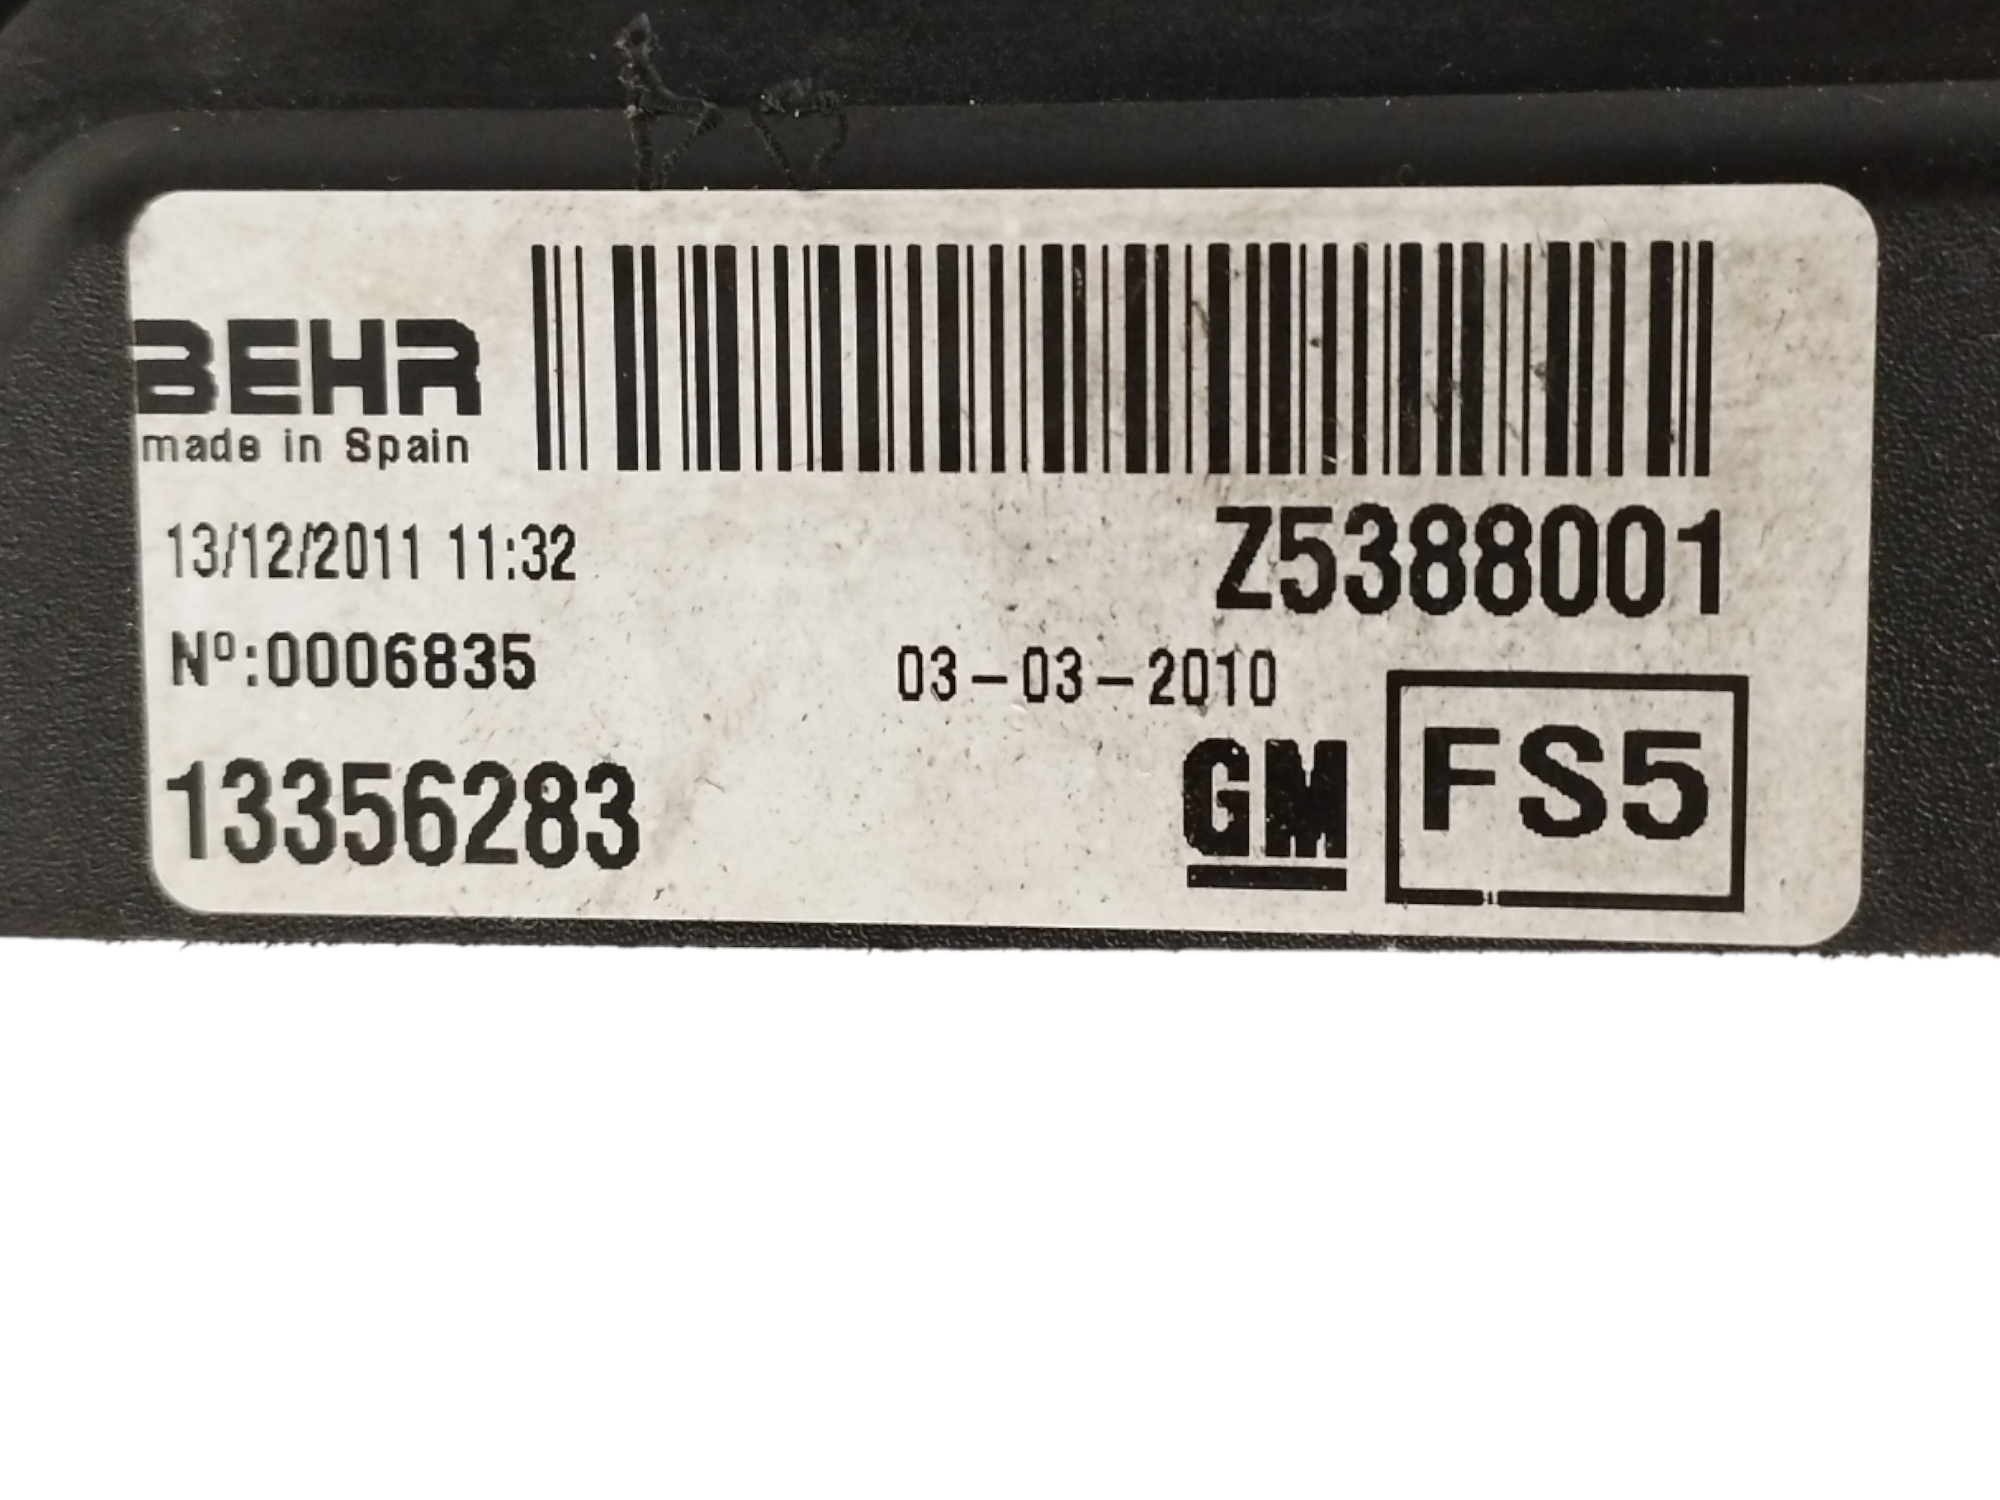 BEHR
made in Spain
Z5388001
13/12/2011 11:32
Nº:0006835
03-03-2010
13356283
GM
FS5